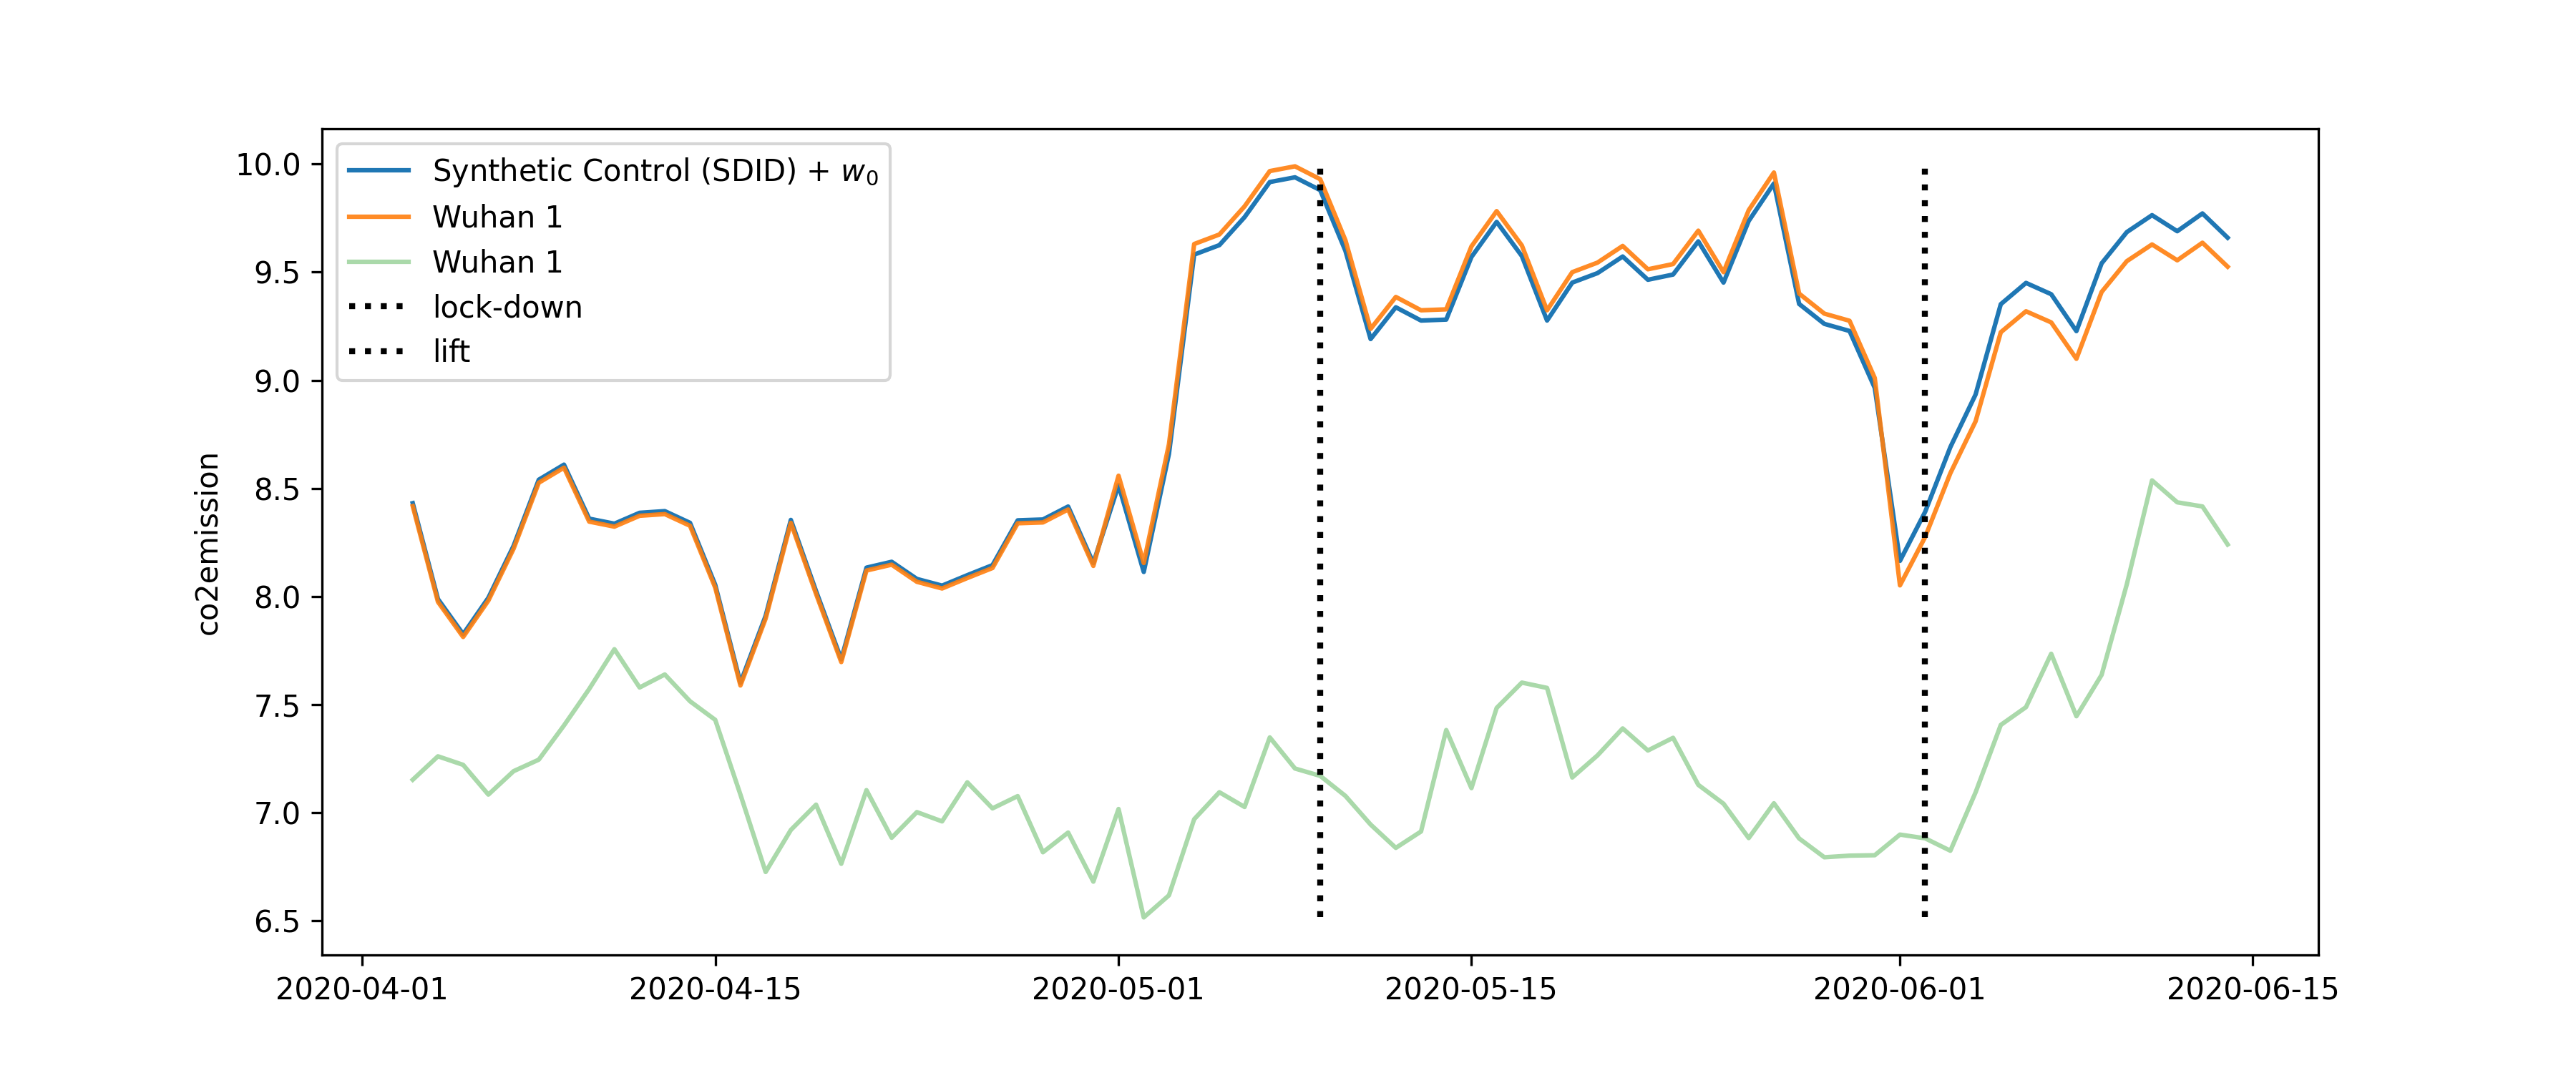 Synthetic Control (SDID) + w₀
Wuhan 1
Wuhan 1
lock-down
lift
co2emission
10.0
9.5
9.0
8.5
8.0
7.5
7.0
6.5
2020-04-01 2020-04-15 2020-05-01 2020-05-15 2020-06-01 2020-06-15